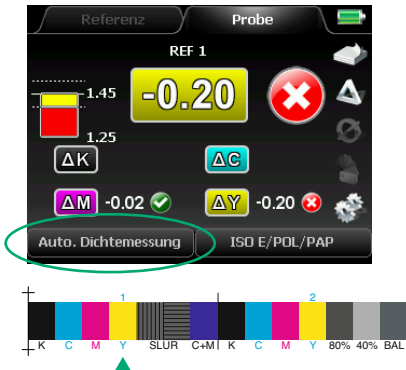 Referenz Probe
REF 1
1.45
-0.20
1.25
ΔK ΔC
ΔM -0.02 ΔY -0.20
Auto. Dichtemessung ISO E/POL/PAP
1 2
K C M Y SLUR C+M K C M Y 80% 40% BAL